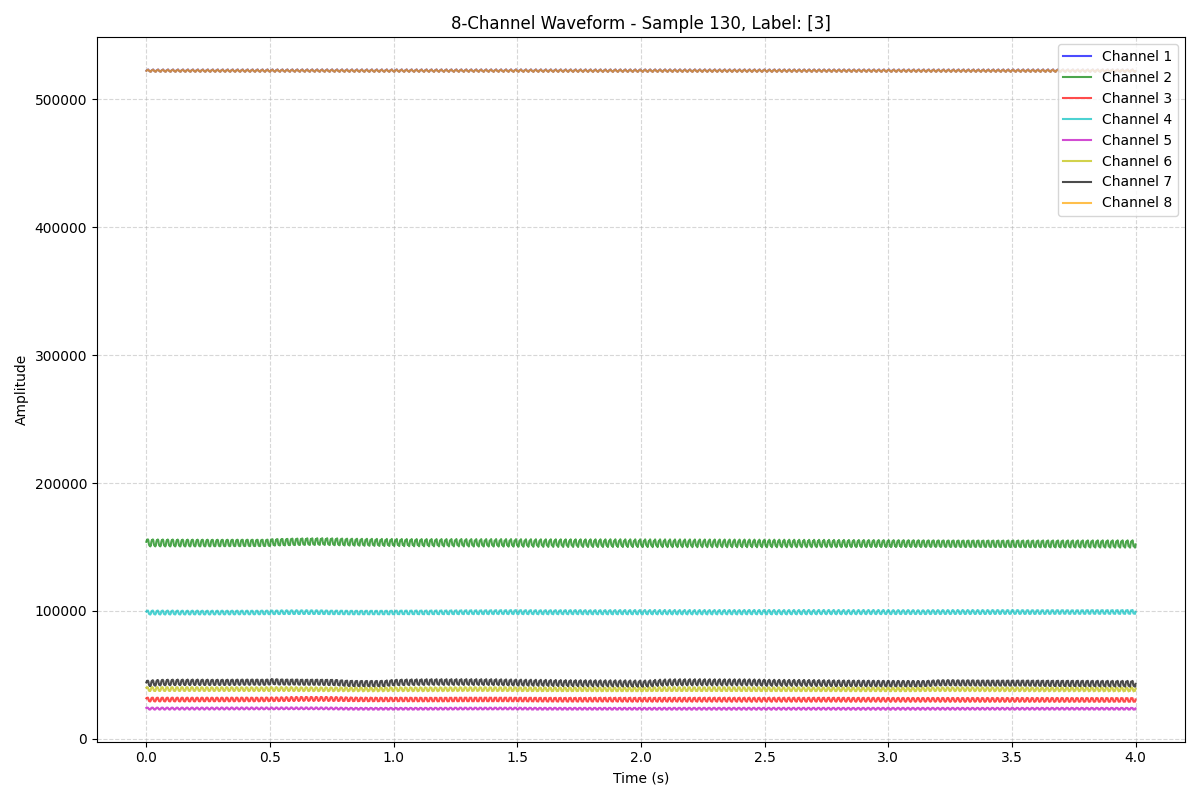 8-Channel Waveform - Sample 130, Label: [3]
Channel 1
Channel 2
Channel 3
Channel 4
Channel 5
Channel 6
Channel 7
Channel 8
500000
400000
300000
200000
100000
0
Amplitude
0.0 0.5 1.0 1.5 2.0 2.5 3.0 3.5 4.0
Time (s)